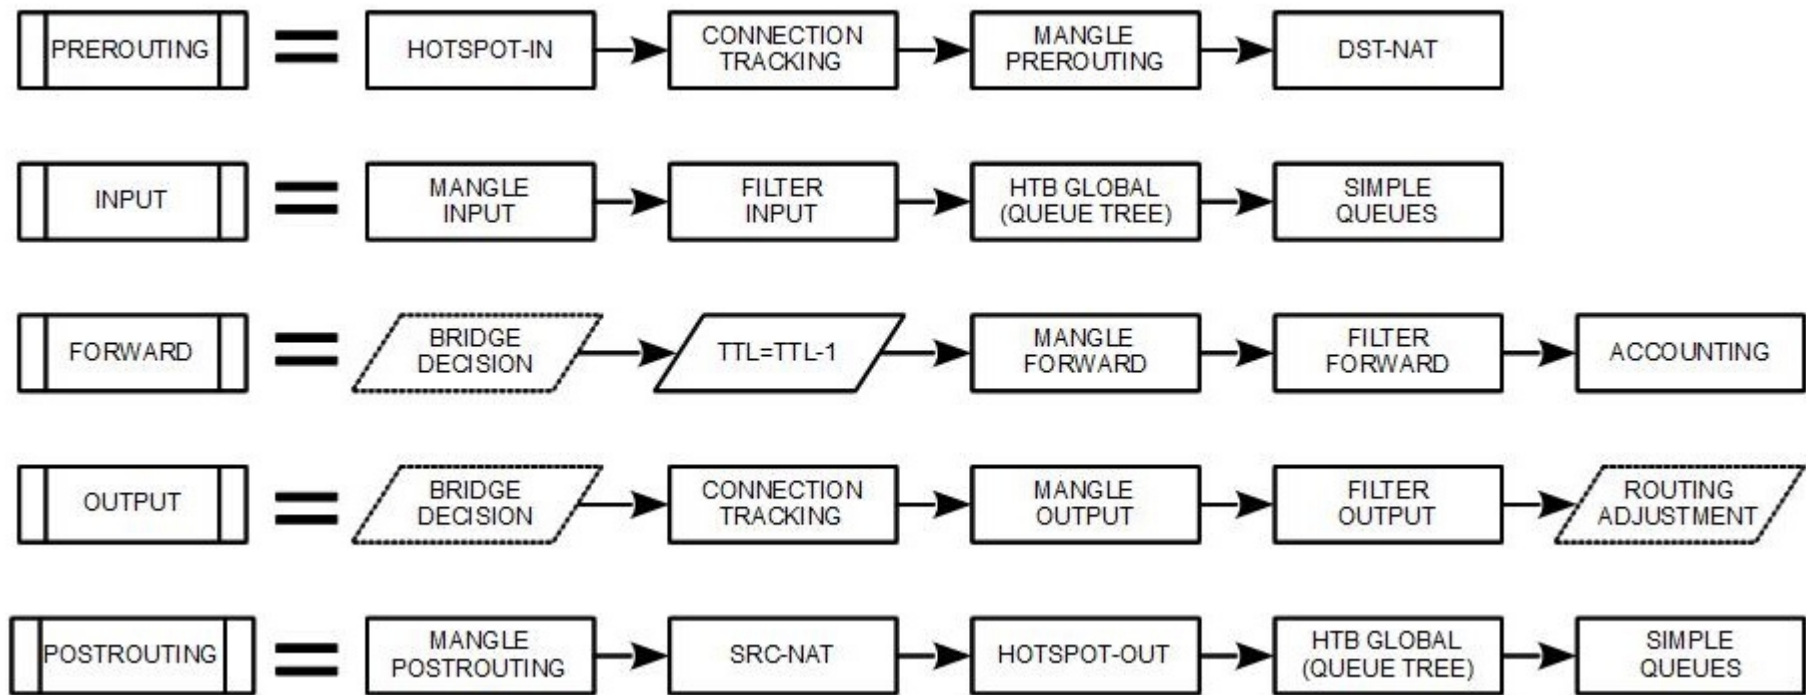 PREROUTING = HOTSPOT-IN CONNECTION TRACKING MANGLE PREROUTING DST-NAT
INPUT = MANGLE INPUT FILTER INPUT HTB GLOBAL (QUEUE TREE) SIMPLE QUEUES
FORWARD = BRIDGE DECISION TTL=TTL-1 MANGLE FORWARD FILTER FORWARD ACCOUNTING
OUTPUT = BRIDGE DECISION CONNECTION TRACKING MANGLE OUTPUT FILTER OUTPUT ROUTING ADJUSTMENT
POSTROUTING = MANGLE POSTROUTING SRC-NAT HOTSPOT-OUT HTB GLOBAL (QUEUE TREE) SIMPLE QUEUES